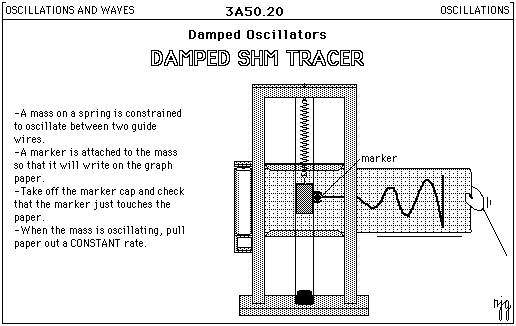 OSCILLATIONS AND WAVES 3A50.20 OSCILLATIONS
Damped Oscillators
DAMPED SHM TRACER
-A mass on a spring is constrained
to oscillate between two guide
wires.
-A marker is attached to the mass
so that it will write on the graph
paper.
-Take off the marker cap and check
that the marker just touches the
paper.
-When the mass is oscillating, pull
paper out a CONSTANT rate.
marker
njg